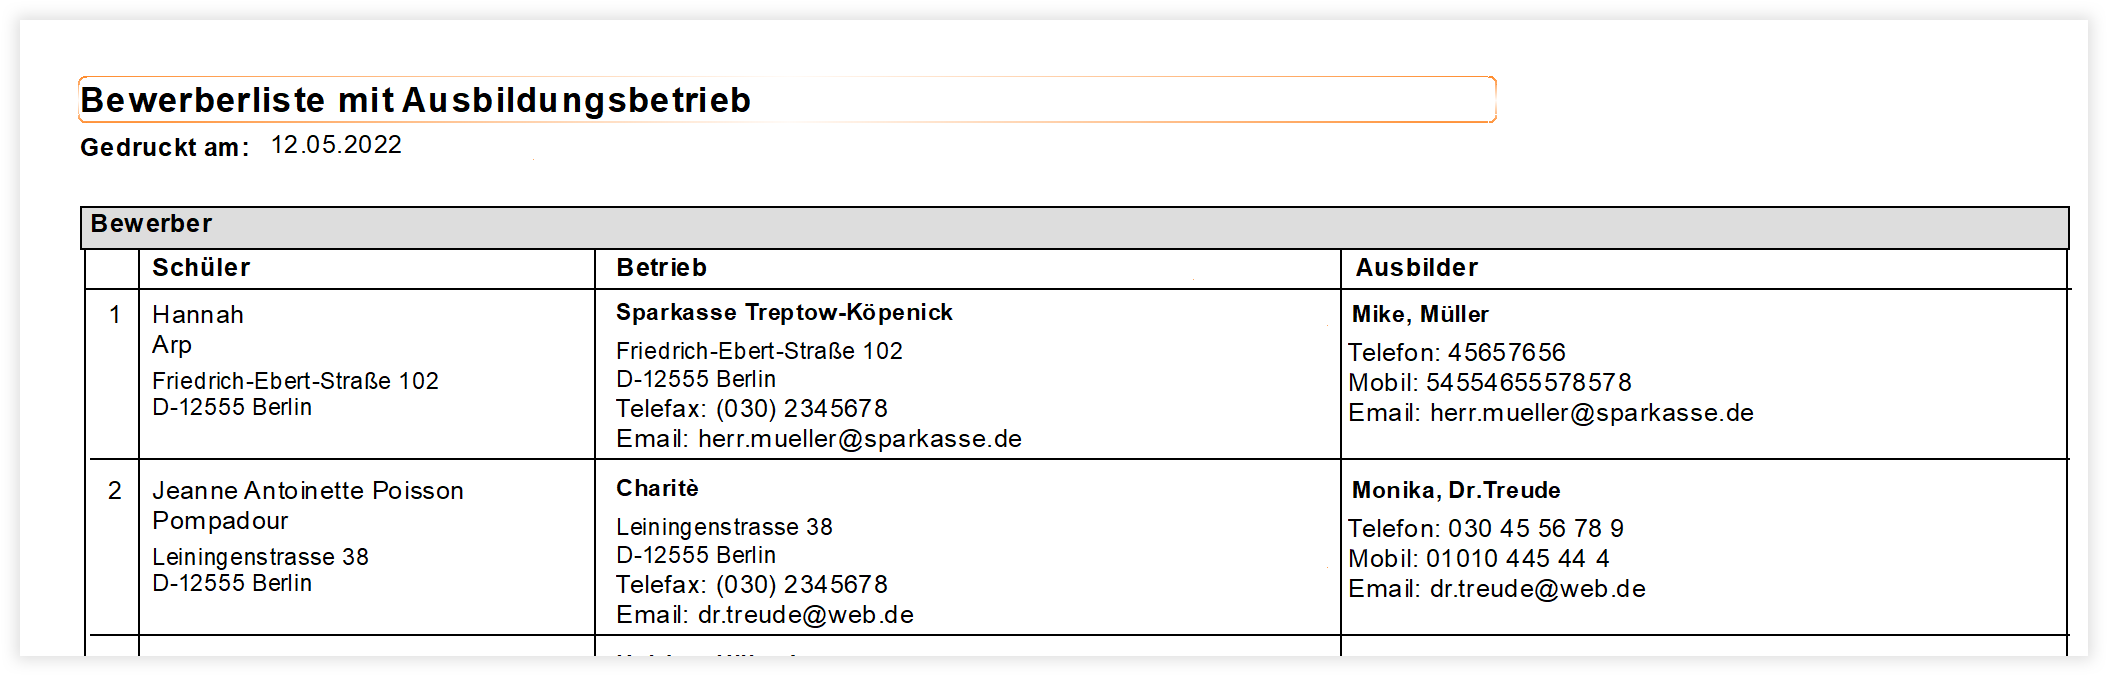 Bewerberliste mit Ausbildungsbetrieb
Gedruckt am: 12.05.2022
Bewerber
Schüler Betrieb Ausbilder
1
Hannah
Arp
Friedrich-Ebert-Straße 102
D-12555 Berlin
Sparkasse Treptow-Köpenick
Friedrich-Ebert-Straße 102
D-12555 Berlin
Telefax: (030) 2345678
Email: herr.mueller@sparkasse.de
Mike, Müller
Telefon: 45657656
Mobil: 54554655578578
Email: herr.mueller@sparkasse.de
2
Jeanne Antoinette Poisson
Pompadour
Leiningenstrasse 38
D-12555 Berlin
Charitè
Leiningenstrasse 38
D-12555 Berlin
Telefax: (030) 2345678
Email: dr.treude@web.de
Monika, Dr.Treude
Telefon: 030 45 56 78 9
Mobil: 01010 445 44 4
Email: dr.treude@web.de